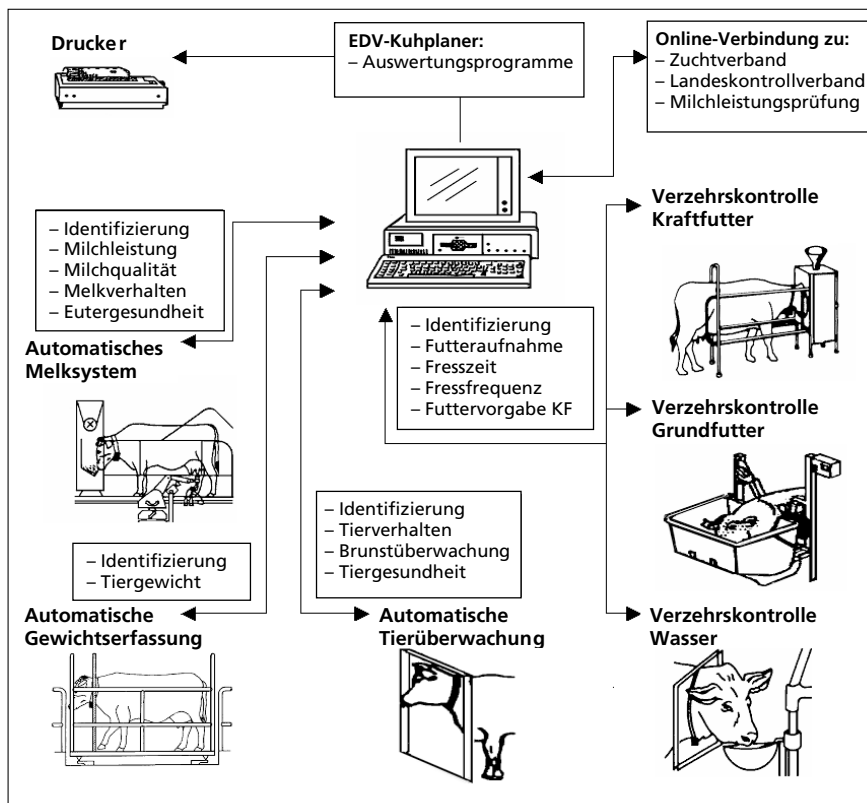 Drucker
EDV-Kuhplaner:
– Auswertungsprogramme
Online-Verbindung zu:
– Zuchtverband
– Landeskontrollverband
– Milchleistungsprüfung
– Identifizierung
– Milchleistung
– Milchqualität
– Melkverhalten
– Eutergesundheit
Automatisches
Melksystem
Verzehrskontrolle
Kraftfutter
– Identifizierung
– Futteraufnahme
– Fresszeit
– Fressfrequenz
– Futtervorgabe KF
Verzehrskontrolle
Grundfutter
– Identifizierung
– Tierverhalten
– Brunstüberwachung
– Tiergesundheit
– Identifizierung
– Tiergewicht
Automatische
Gewichtserfassung
Automatische
Tierüberwachung
Verzehrskontrolle
Wasser